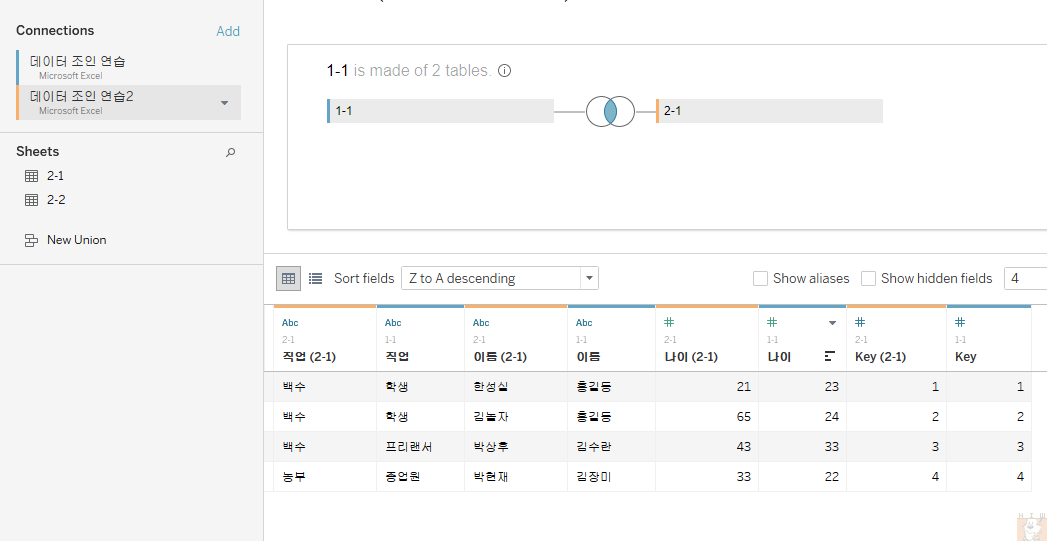 Connections Add
데이터 조인 연습
Microsoft Excel
데이터 조인 연습2
Microsoft Excel
Sheets
2-1
2-2
New Union
1-1 is made of 2 tables.
1-1
2-1
Sort fields Z to A descending Show aliases Show hidden fields 4
Abc Abc Abc Abc # # # #
2-1 1-1 2-1 1-1 2-1 1-1 2-1 1-1
직업 (2-1) 직업 이름 (2-1) 이름 나이 (2-1) 나이 Key (2-1) Key
백수 학생 한성실 홍길동 21 23 1 1
백수 학생 김놀자 홍길동 65 24 2 2
백수 프리랜서 박상후 김수란 43 33 3 3
농부 종업원 박현재 김장미 33 22 4 4